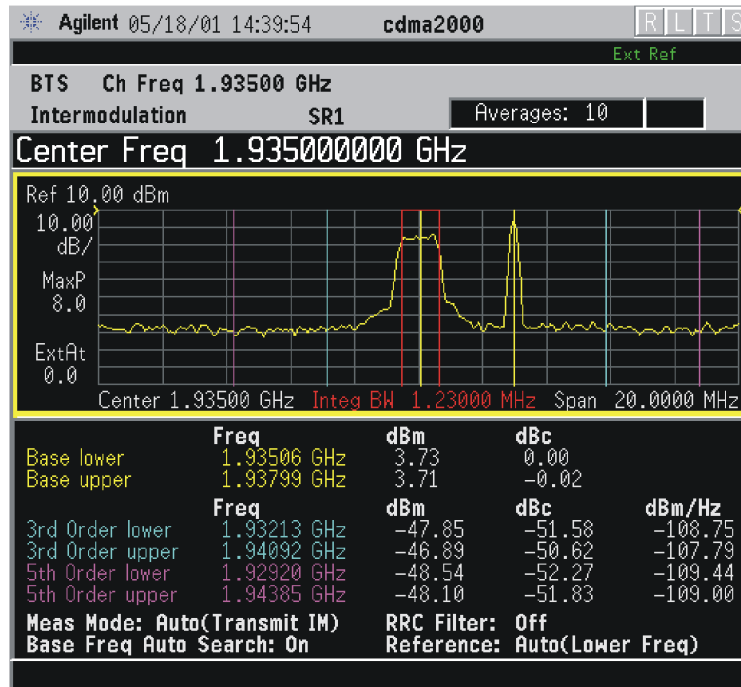 Agilent 05/18/01 14:39:54 cdma2000 R L T S
Ext Ref
BTS Ch Freq 1.93500 GHz
Intermodulation SR1 Averages: 10
Center Freq 1.935000000 GHz
Ref 10.00 dBm
10.00
dB/
MaxP
8.0
ExtAt
0.0
Center 1.93500 GHz Integ BW 1.23000 MHz Span 20.0000 MHz
Freq dBm dBc
Base lower 1.93506 GHz 3.73 0.00
Base upper 1.93799 GHz 3.71 -0.02
Freq dBm dBc dBm/Hz
3rd Order lower 1.93213 GHz -47.85 -51.58 -108.75
3rd Order upper 1.94092 GHz -46.89 -50.62 -107.79
5th Order lower 1.92920 GHz -48.54 -52.27 -109.44
5th Order upper 1.94385 GHz -48.10 -51.83 -109.00
Meas Mode: Auto(Transmit IM) RRC Filter: Off
Base Freq Auto Search: On Reference: Auto(Lower Freq)